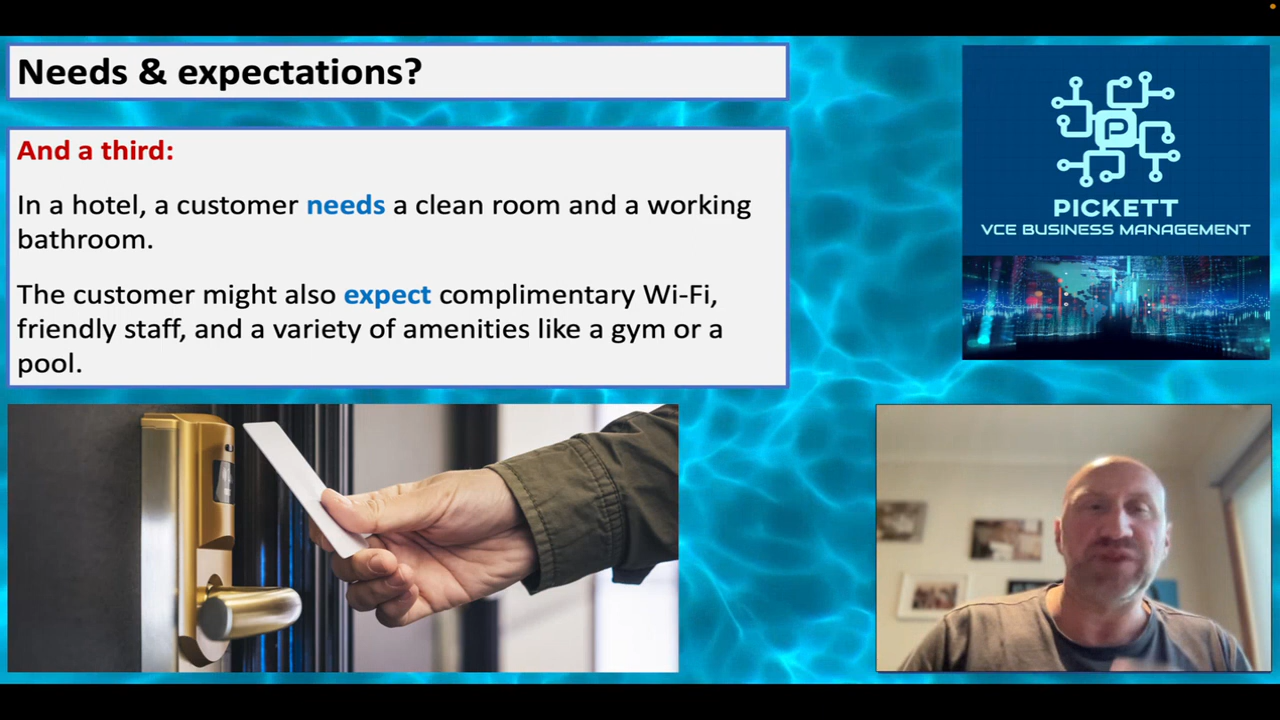 Needs & expectations?
And a third:
In a hotel, a customer needs a clean room and a working
bathroom.
The customer might also expect complimentary Wi-Fi,
friendly staff, and a variety of amenities like a gym or a
pool.
P
PICKETT
VCE BUSINESS MANAGEMENT